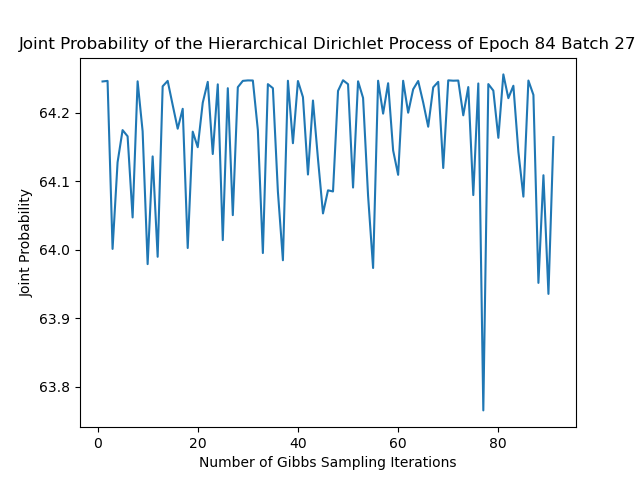 Joint Probability of the Hierarchical Dirichlet Process of Epoch 84 Batch 27
64.2
64.1
64.0
63.9
63.8
Joint Probability
0 20 40 60 80
Number of Gibbs Sampling Iterations